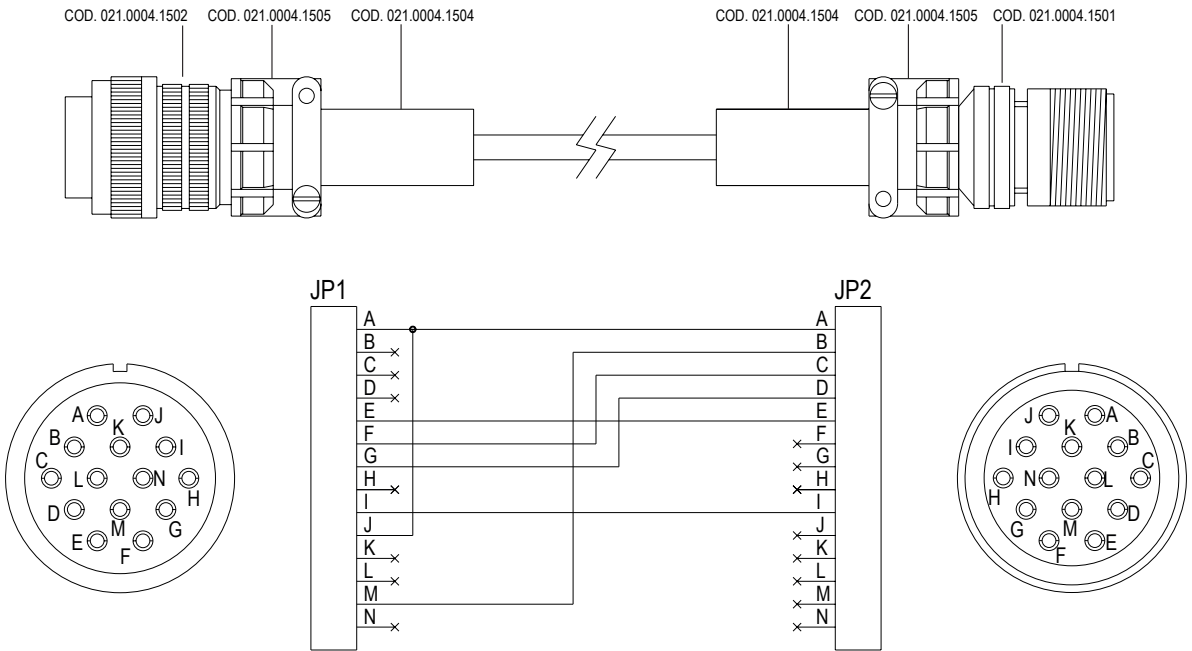 COD. 021.0004.1502
COD. 021.0004.1505
COD. 021.0004.1504
COD. 021.0004.1504
COD. 021.0004.1505
COD. 021.0004.1501
JP1
JP2
A
B
C
D
E
F
G
H
I
J
K
L
M
N
A
B
C
D
E
F
G
H
I
J
K
L
M
N
A
J
B
K
I
C
L
N
H
D
M
G
E
F
J
A
I
K
B
H
N
L
C
G
M
D
F
E